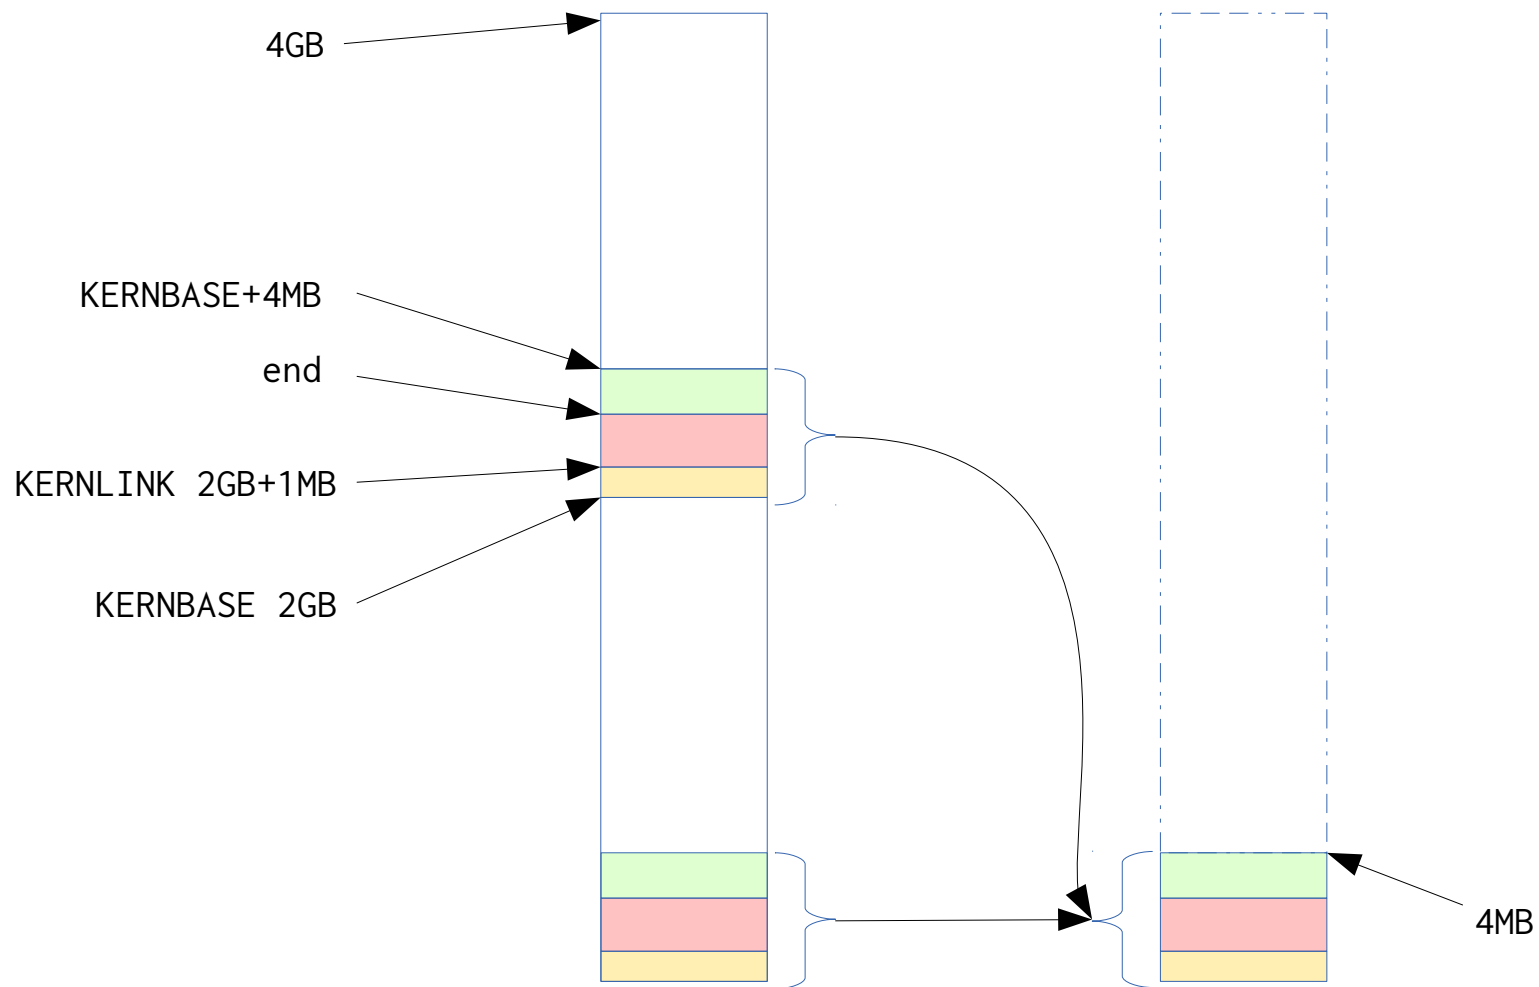 4GB
KERNBASE+4MB
end
KERNLINK 2GB+1MB
KERNBASE 2GB
4MB